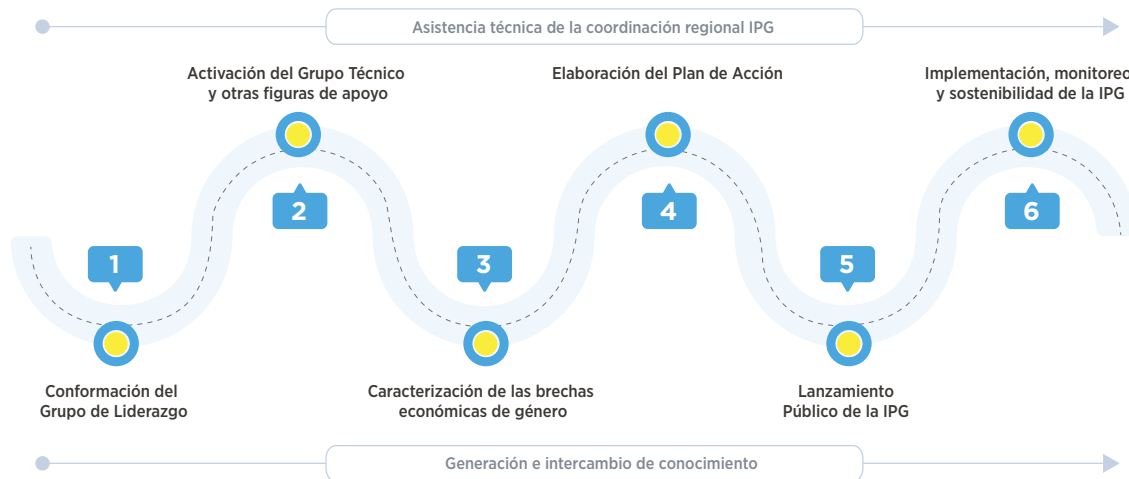 Asistencia técnica de la coordinación regional IPG
Activación del Grupo Técnico
y otras figuras de apoyo
Elaboración del Plan de Acción
Implementación, monitoreo
y sostenibilidad de la IPG
2
4
6
1
3
5
Conformación del
Grupo de Liderazgo
Caracterización de las brechas
económicas de género
Lanzamiento
Público de la IPG
Generación e intercambio de conocimiento